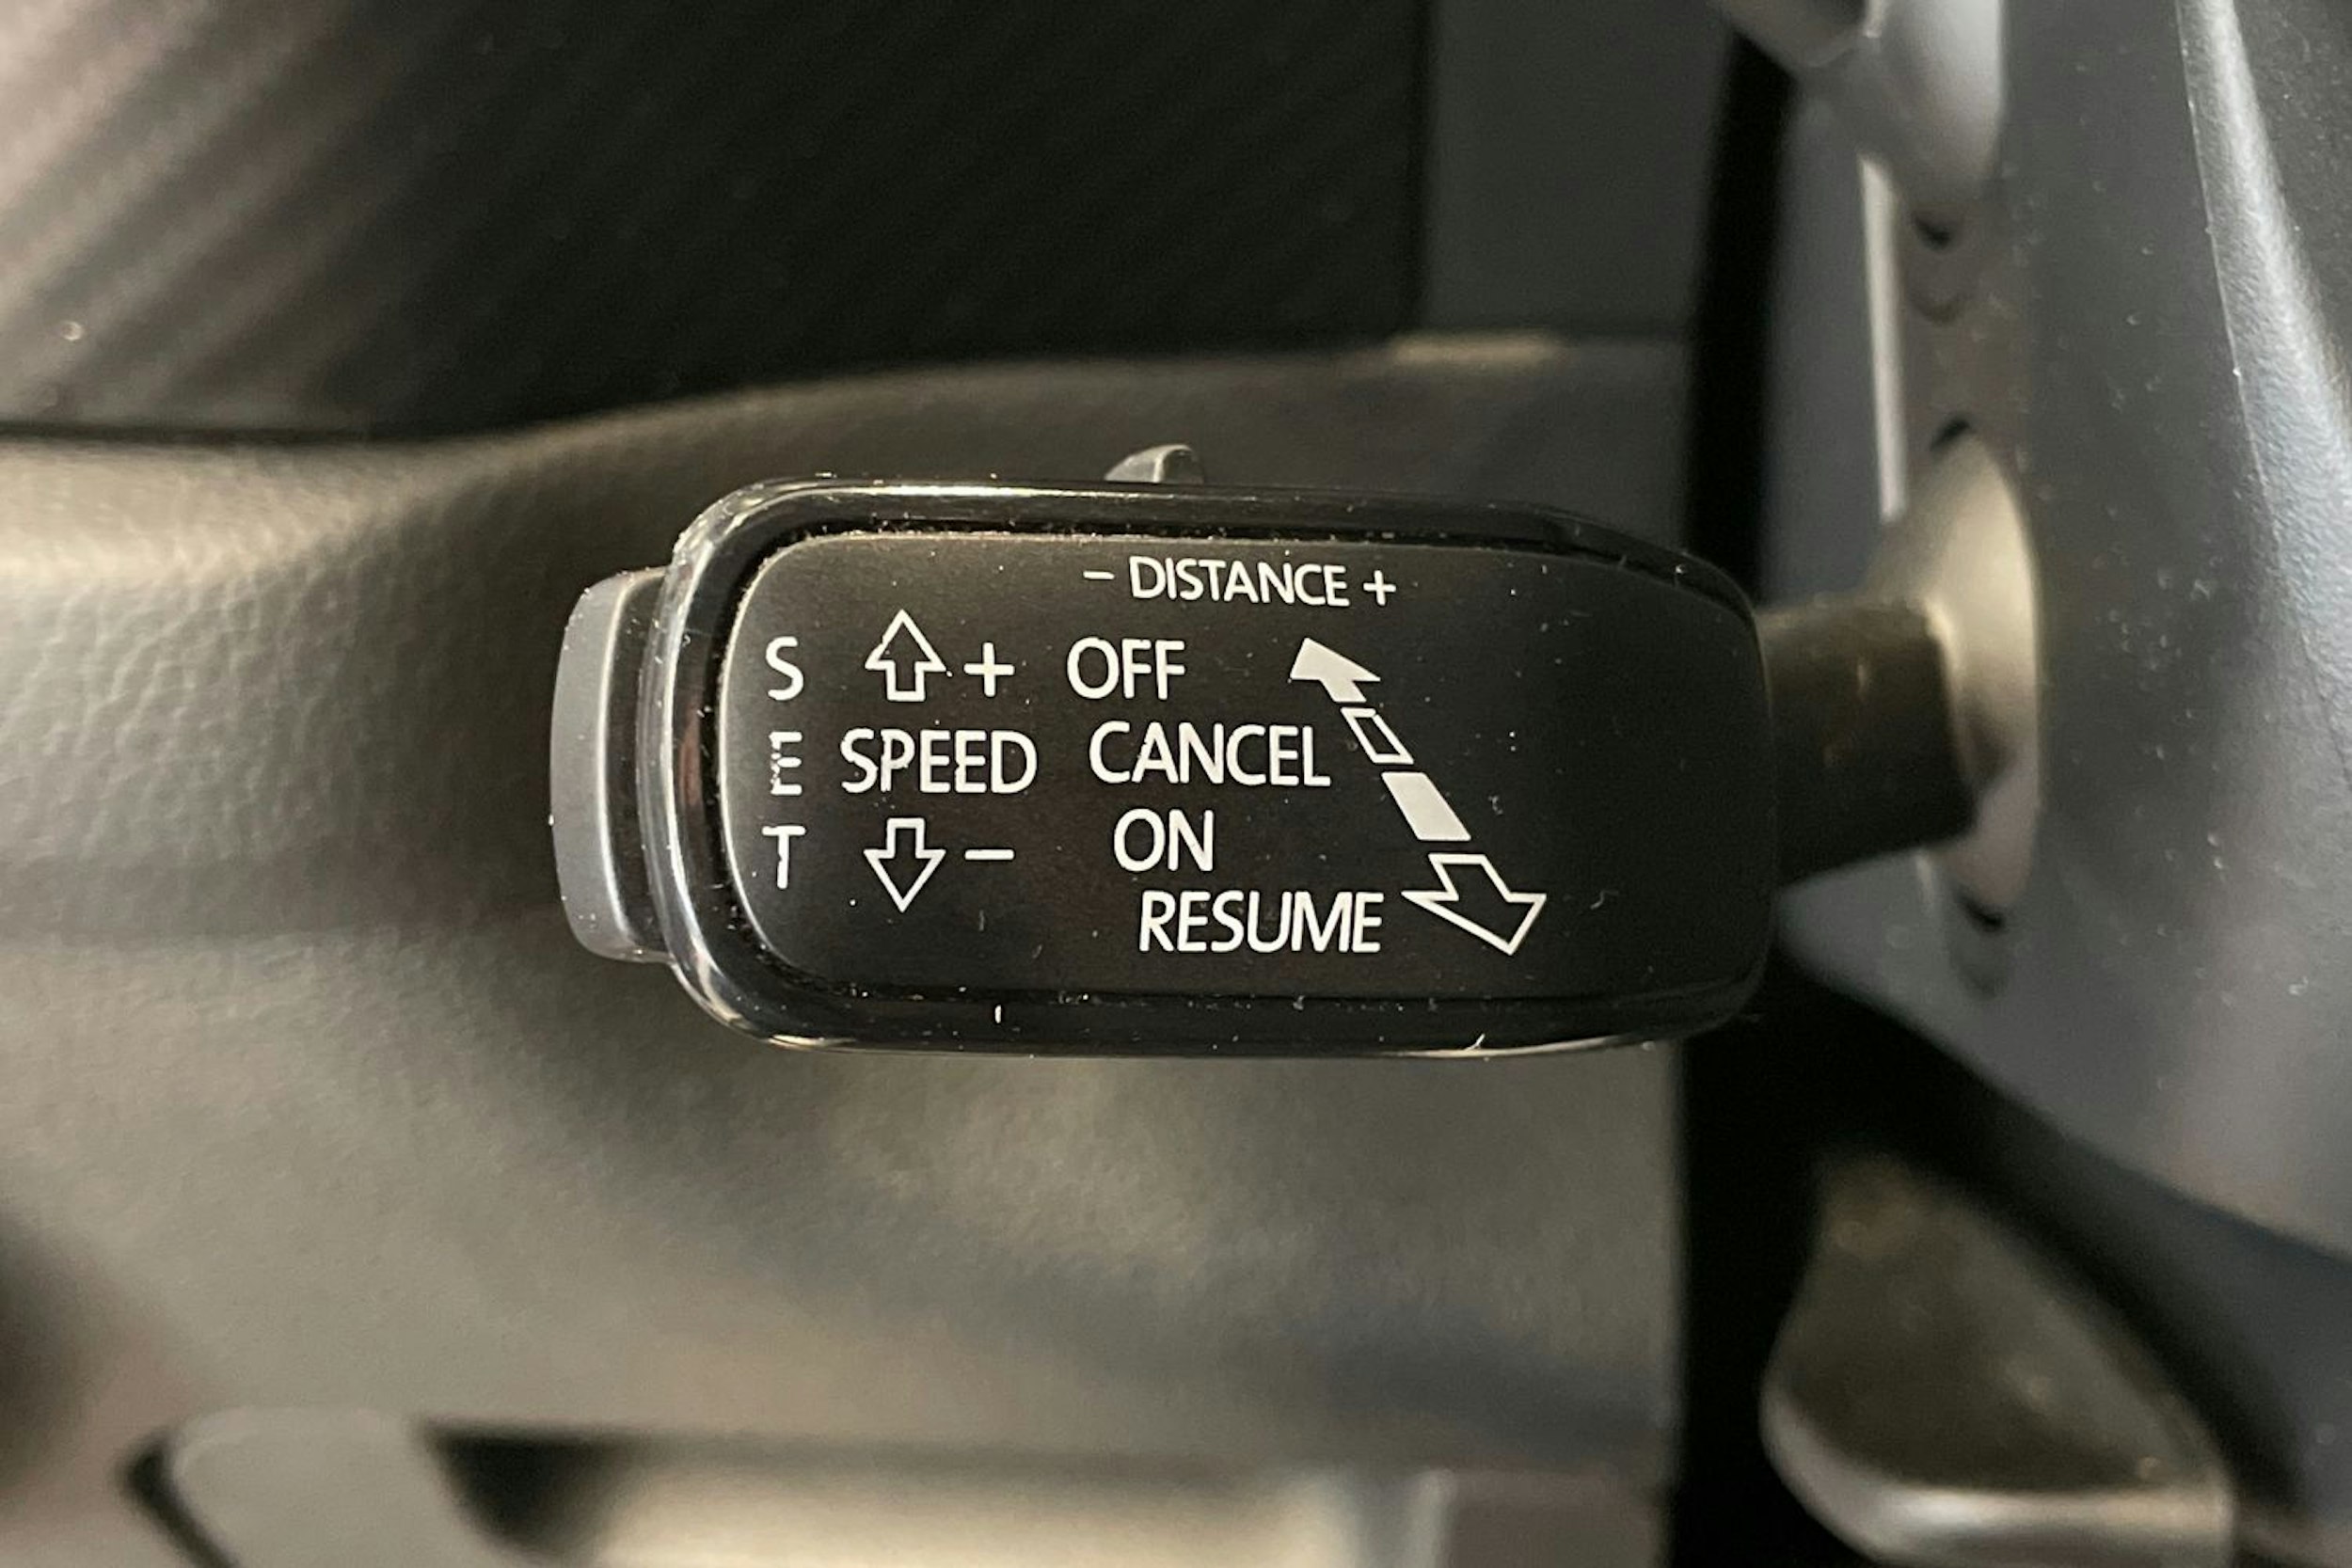 - DISTANCE +
S + OFF
E SPEED CANCEL
T - ON
RESUME